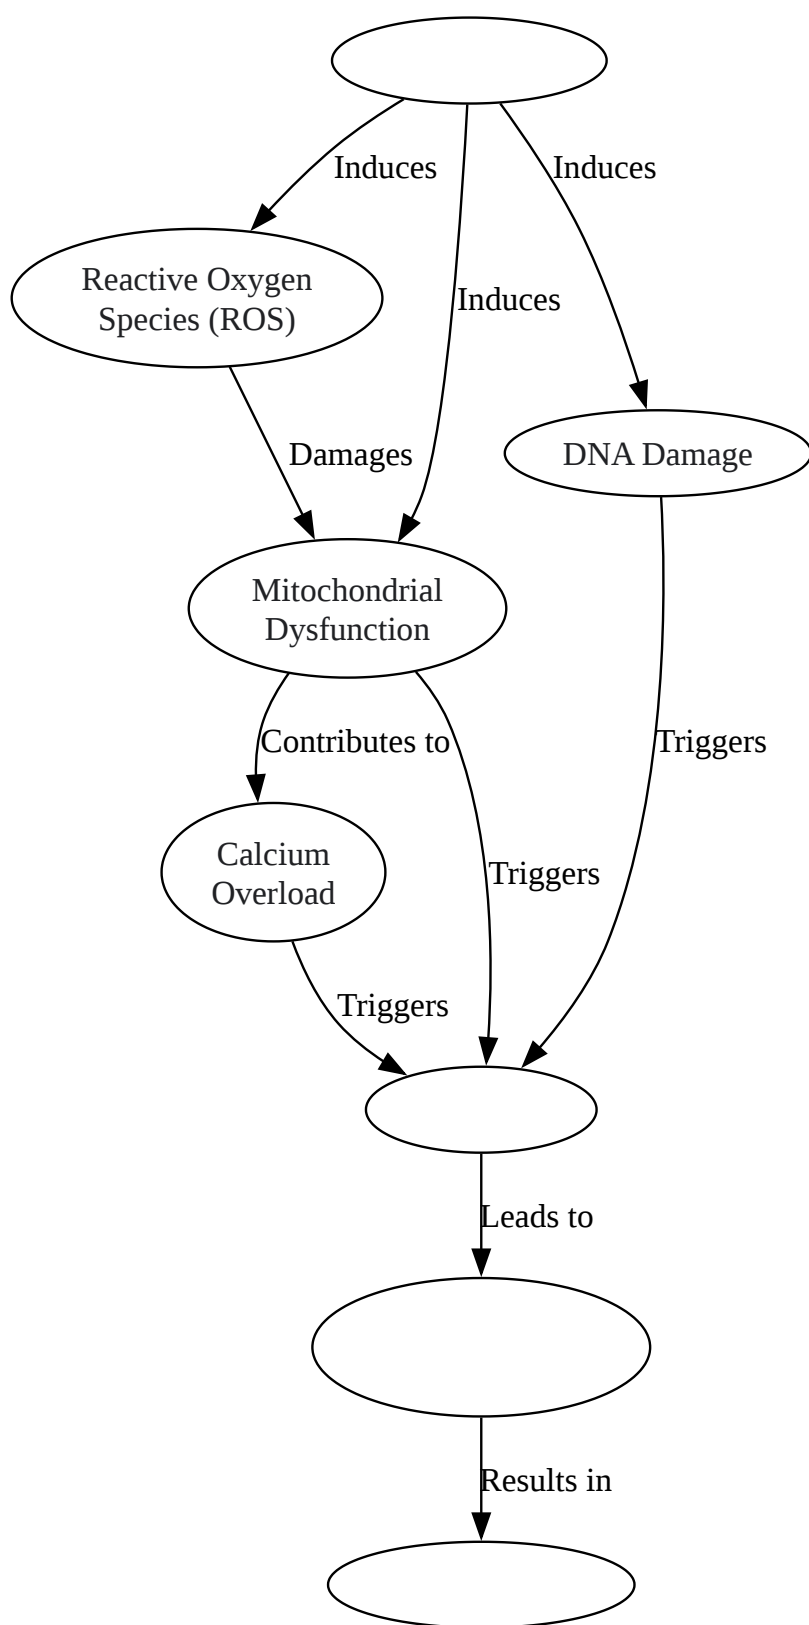 Induces
Induces
Reactive Oxygen
Species (ROS)
Induces
Damages
DNA Damage
Mitochondrial
Dysfunction
Contributes to
Triggers
Calcium
Overload
Triggers
Triggers
Leads to
Results in